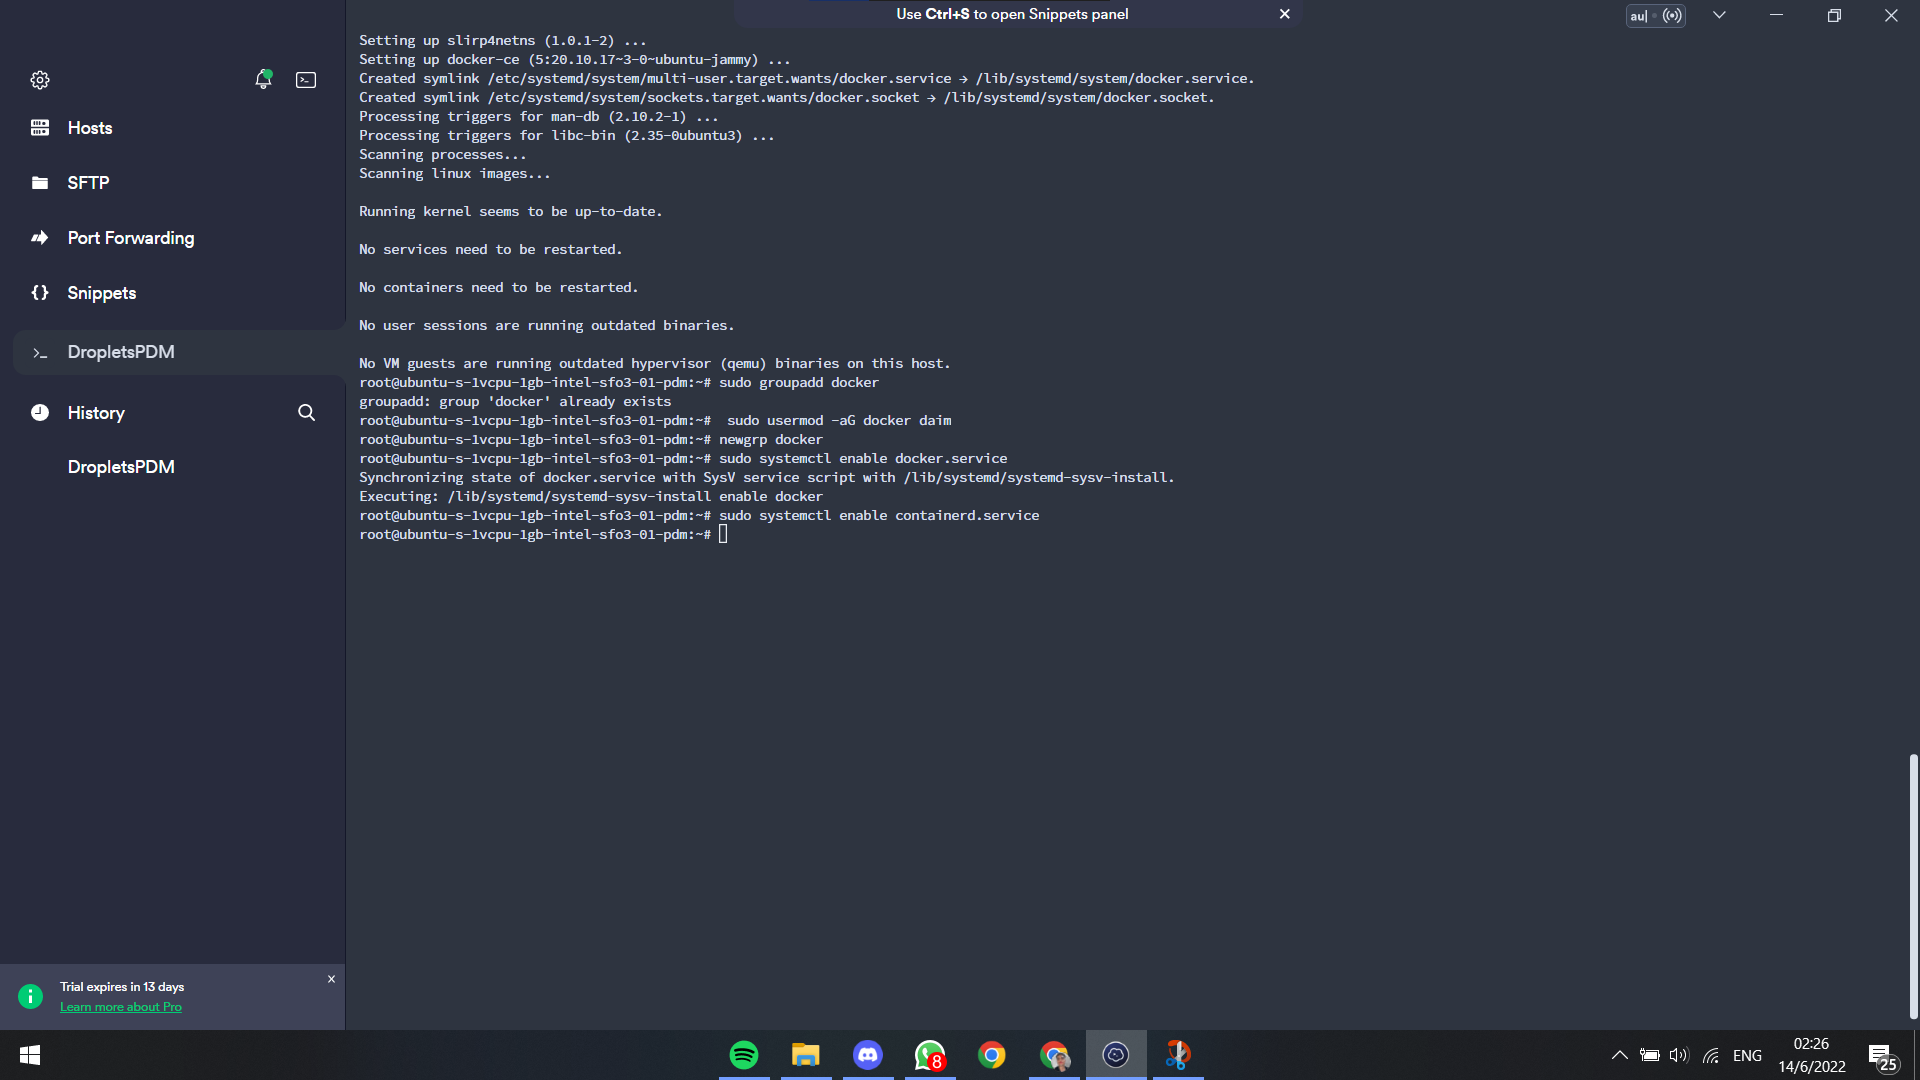 Use Ctrl+S to open Snippets panel
au|
Hosts
SFTP
Port Forwarding
Snippets
DropletsPDM
History
DropletsPDM
Setting up slirp4netns (1.0.1-2) ...
Setting up docker-ce (5:20.10.17~3-0~ubuntu-jammy) ...
Created symlink /etc/systemd/system/multi-user.target.wants/docker.service → /lib/systemd/system/docker.service.
Created symlink /etc/systemd/system/sockets.target.wants/docker.socket → /lib/systemd/system/docker.socket.
Processing triggers for man-db (2.10.2-1) ...
Processing triggers for libc-bin (2.35-0ubuntu3) ...
Scanning processes...
Scanning linux images...
Running kernel seems to be up-to-date.
No services need to be restarted.
No containers need to be restarted.
No user sessions are running outdated binaries.
No VM guests are running outdated hypervisor (qemu) binaries on this host.
root@ubuntu-s-1vcpu-1gb-intel-sfo3-01-pdm:~# sudo groupadd docker
groupadd: group 'docker' already exists
root@ubuntu-s-1vcpu-1gb-intel-sfo3-01-pdm:~#  sudo usermod -aG docker daim
root@ubuntu-s-1vcpu-1gb-intel-sfo3-01-pdm:~# newgrp docker
root@ubuntu-s-1vcpu-1gb-intel-sfo3-01-pdm:~# sudo systemctl enable docker.service
Synchronizing state of docker.service with SysV service script with /lib/systemd/systemd-sysv-install.
Executing: /lib/systemd/systemd-sysv-install enable docker
root@ubuntu-s-1vcpu-1gb-intel-sfo3-01-pdm:~# sudo systemctl enable containerd.service
root@ubuntu-s-1vcpu-1gb-intel-sfo3-01-pdm:~#
Trial expires in 13 days
Learn more about Pro
8
ENG
02:26
14/6/2022
25